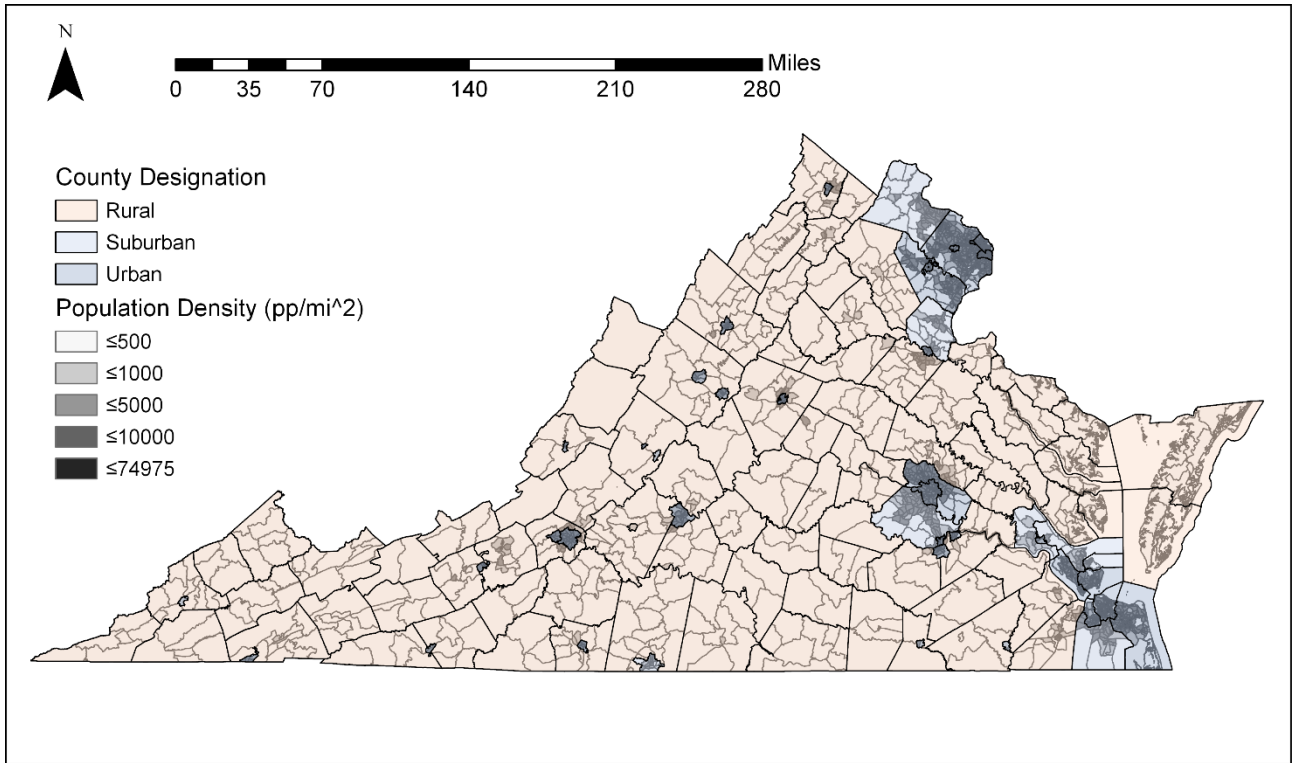 N
Miles
0 35 70 140 210 280
County Designation
Rural
Suburban
Urban
Population Density (pp/mi^2)
≤500
≤1000
≤5000
≤10000
≤74975